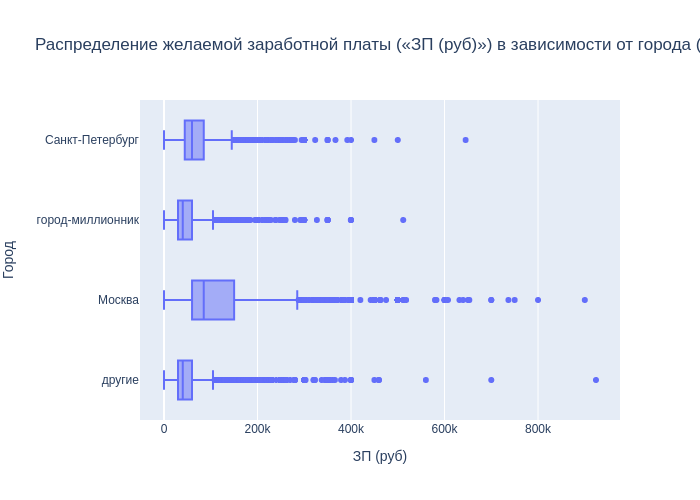 Распределение желаемой заработной платы («ЗП (руб)») в зависимости от города (
Санкт-Петербург
город-миллионник
Москва
другие
Город
0 200k 400k 600k 800k
ЗП (руб)